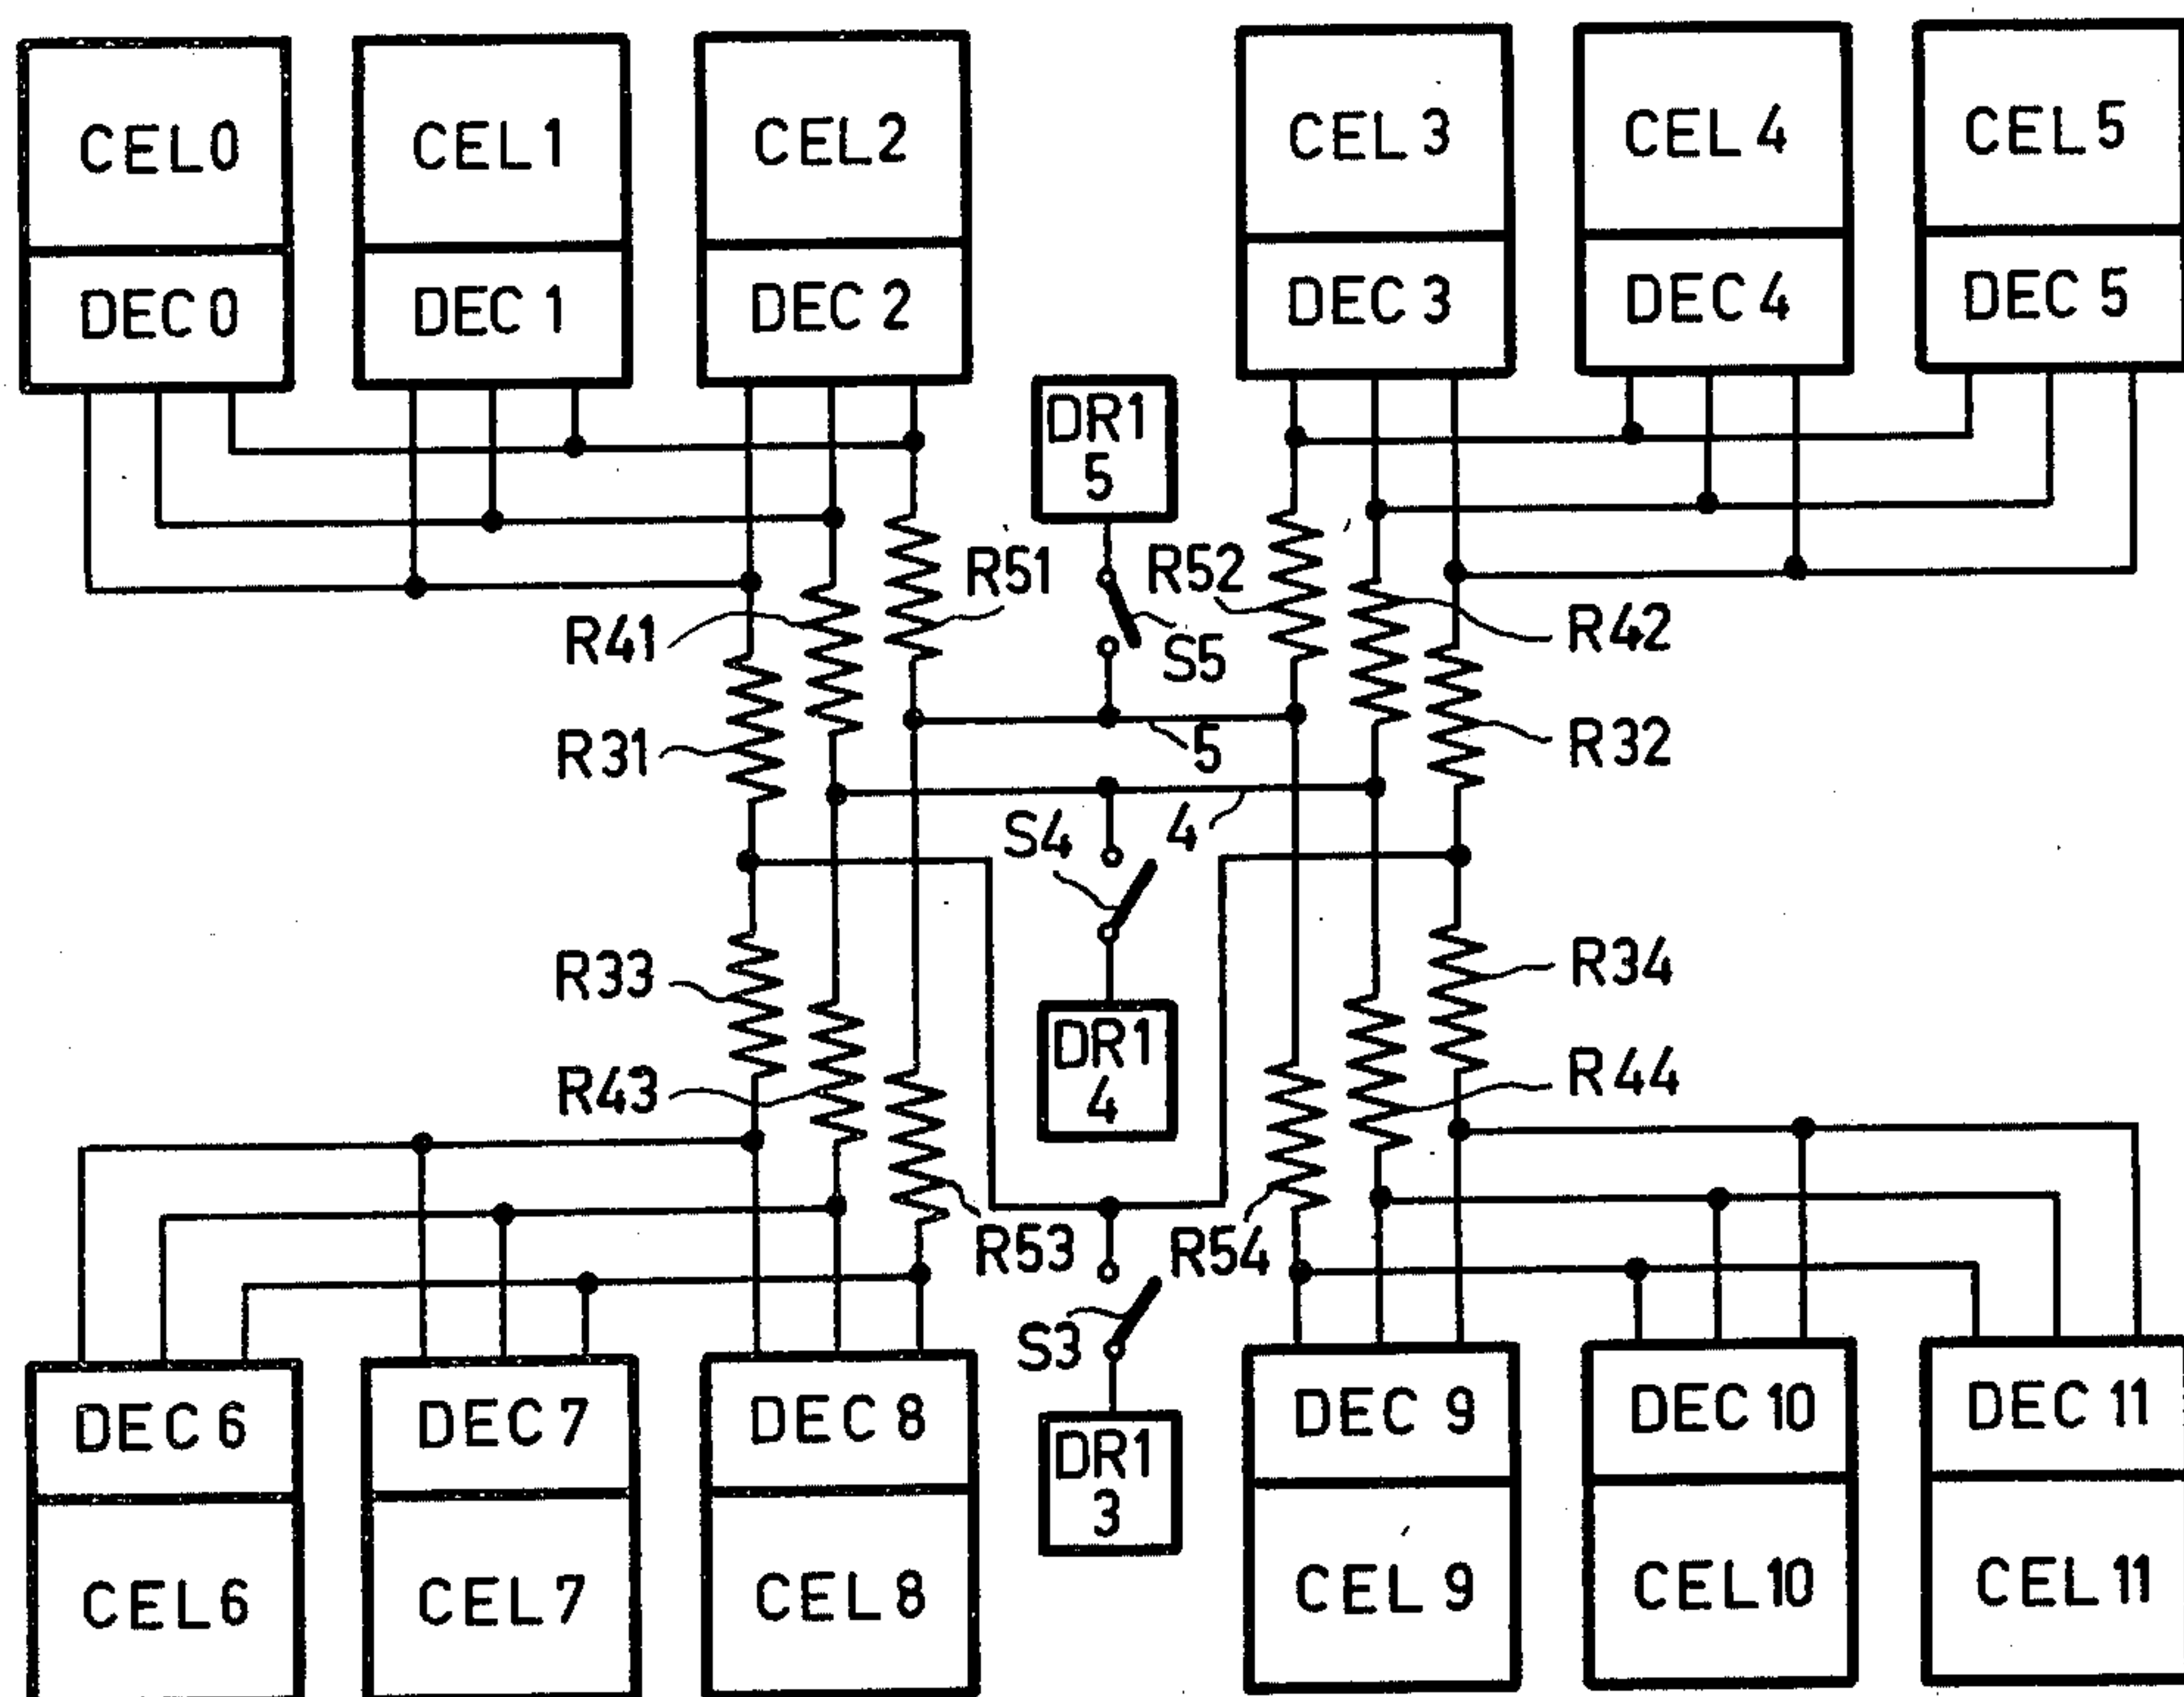 CEL0 CEL1 CEL2 CEL3 CEL4 CEL5
DEC0 DEC1 DEC2 DEC3 DEC4 DEC5
DR1
5
R51 R52
R41 S5 R42
R31 5 R32
S4 4
R33 R34
DR1
4
R43 R44
R53 R54
S3
DEC6 DEC7 DEC8 DEC9 DEC10 DEC11
DR1
3
CEL6 CEL7 CEL8 CEL9 CEL10 CEL11